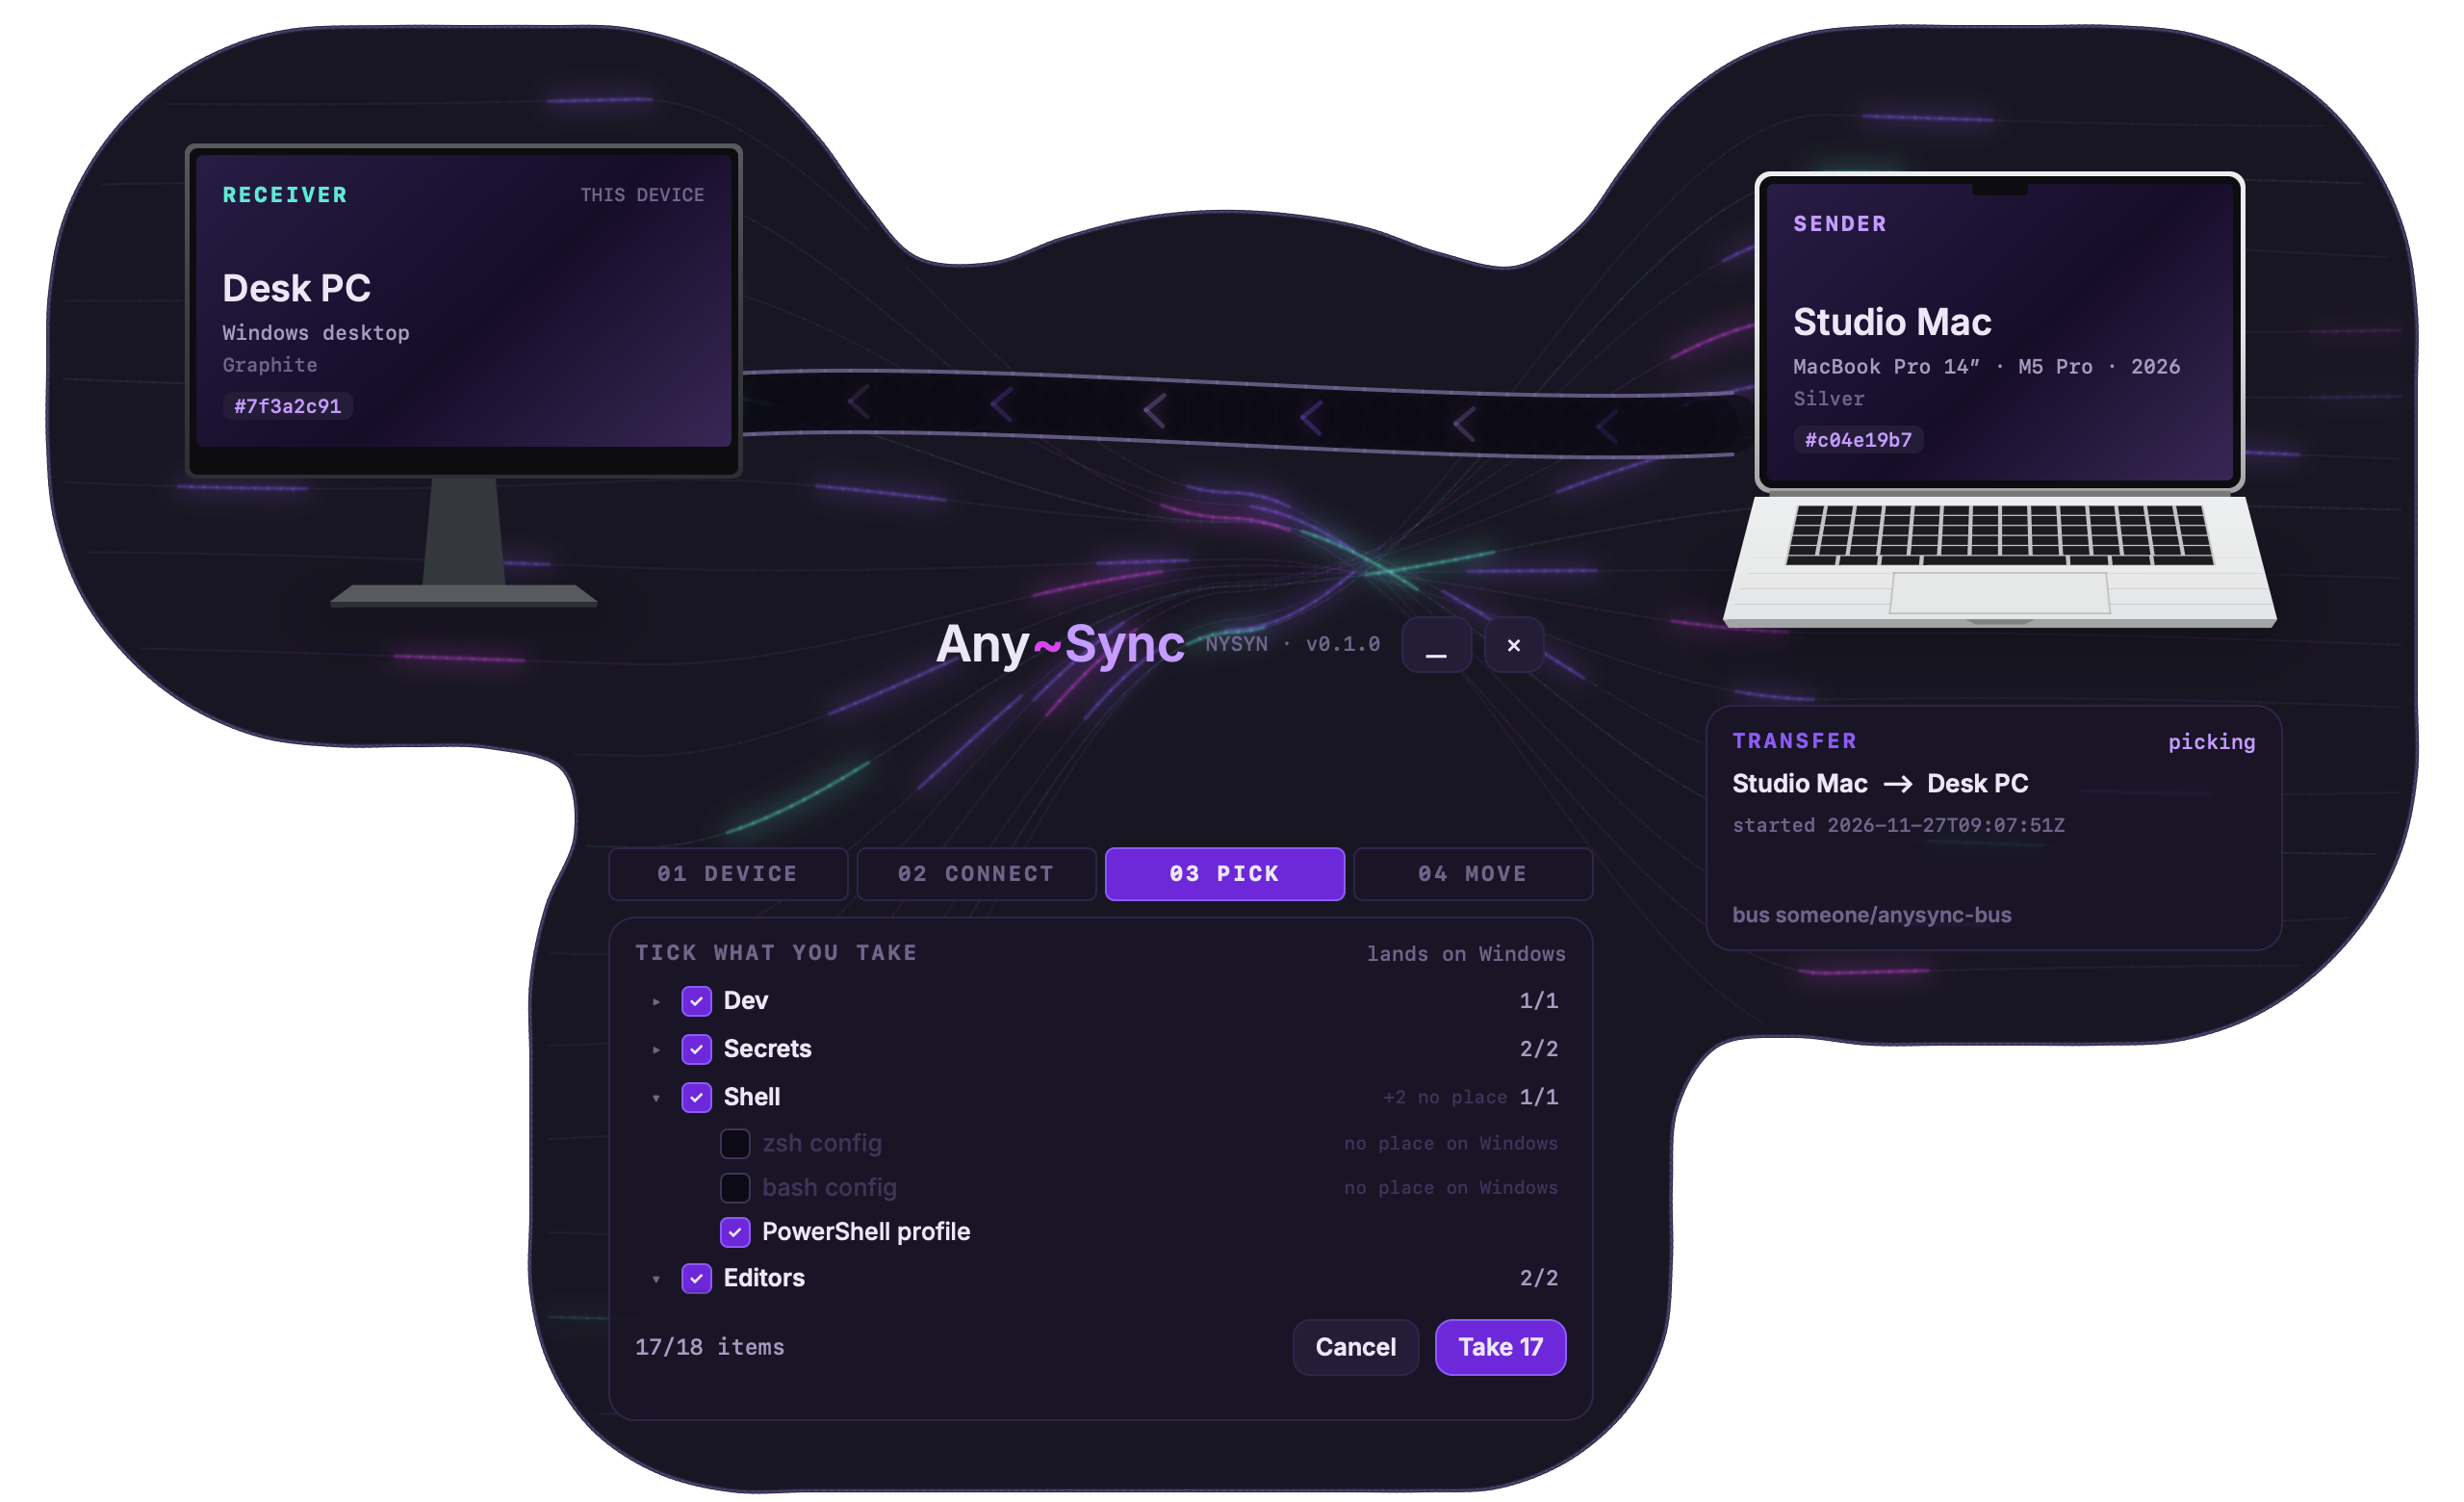 RECEIVER THIS DEVICE
Desk PC
Windows desktop
Graphite
#7f3a2c91
SENDER
Studio Mac
MacBook Pro 14″ · M5 Pro · 2026
Silver
#c04e19b7
Any~Sync NYSYN · v0.1.0 _ ×
TRANSFER picking
Studio Mac → Desk PC
started 2026-11-27T09:07:51Z
bus someone/anysync-bus
01 DEVICE 02 CONNECT 03 PICK 04 MOVE
TICK WHAT YOU TAKE lands on Windows
Dev 1/1
Secrets 2/2
Shell +2 no place 1/1
zsh config no place on Windows
bash config no place on Windows
PowerShell profile
Editors 2/2
17/18 items Cancel Take 17